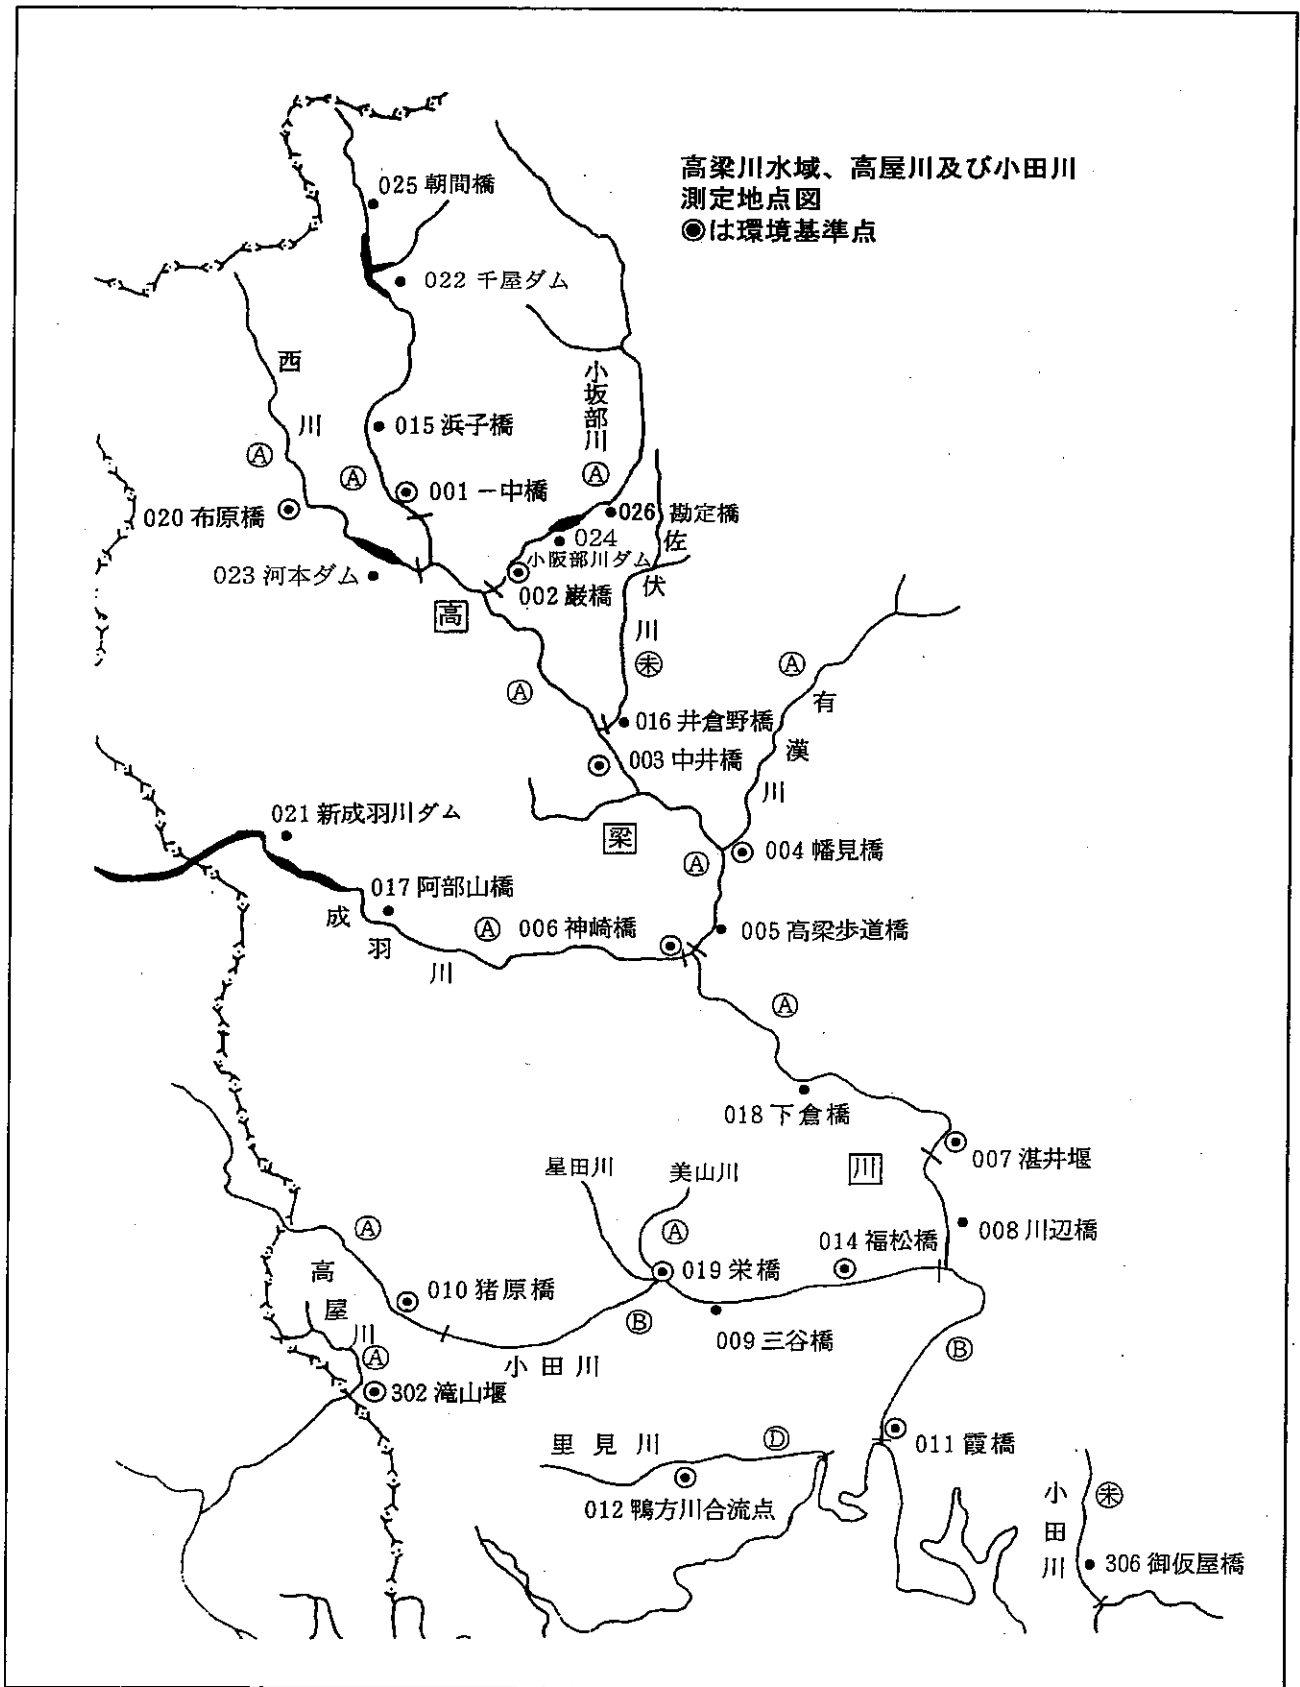 高梁川水域、高屋川及び小田川
測定地点図
◉は環境基準点
025 朝間橋
022 千屋ダム
西川
小坂部川
015 浜子橋
Ⓐ
Ⓐ
Ⓐ
001 一中橋
020 布原橋
026 勘定橋
024
小阪部川ダム
佐伏川
023 河本ダム
002 巌橋
高
未
Ⓐ
Ⓐ
有漢川
016 井倉野橋
003 中井橋
021 新成羽川ダム
梁
004 幡見橋
Ⓐ
017 阿部山橋
成羽川
Ⓐ
006 神崎橋
005 高梁歩道橋
Ⓐ
018 下倉橋
007 湛井堰
星田川
美山川
川
Ⓐ
Ⓐ
014 福松橋
008 川辺橋
高屋川
010 猪原橋
019 栄橋
Ⓑ
009 三谷橋
Ⓑ
小田川
Ⓐ
302 滝山堰
里見川
Ⓓ
011 霞橋
012 鴨方川合流点
小田川
未
306 御仮屋橋